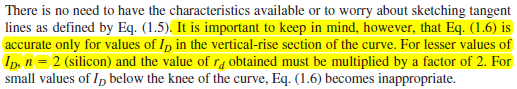 There is no need to have the characteristics available or to worry about sketching tangent
lines as defined by Eq. (1.5). It is important to keep in mind, however, that Eq. (1.6) is
accurate only for values of I_D in the vertical-rise section of the curve. For lesser values of
I_D, n = 2 (silicon) and the value of r_d obtained must be multiplied by a factor of 2. For
small values of I_D below the knee of the curve, Eq. (1.6) becomes inappropriate.